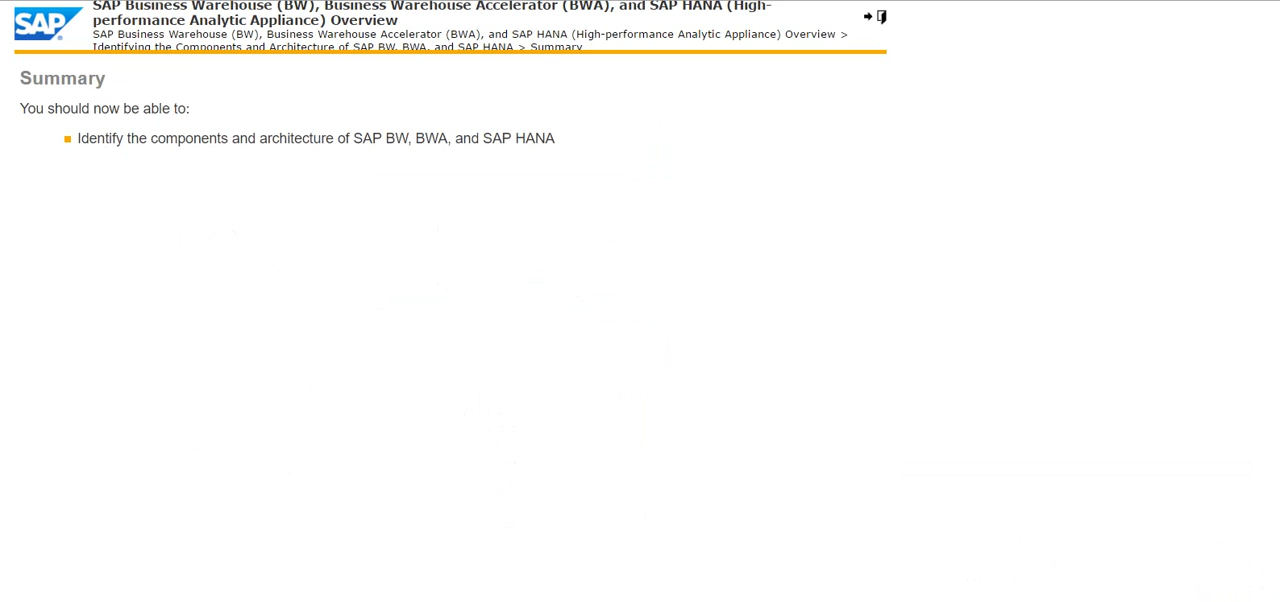 SAP
SAP Business Warehouse (BW), Business Warehouse Accelerator (BWA), and SAP HANA (High-
performance Analytic Appliance) Overview
SAP Business Warehouse (BW), Business Warehouse Accelerator (BWA), and SAP HANA (High-performance Analytic Appliance) Overview >
Identifying the Components and Architecture of SAP BW, BWA, and SAP HANA > Summary
Summary
You should now be able to:
Identify the components and architecture of SAP BW, BWA, and SAP HANA